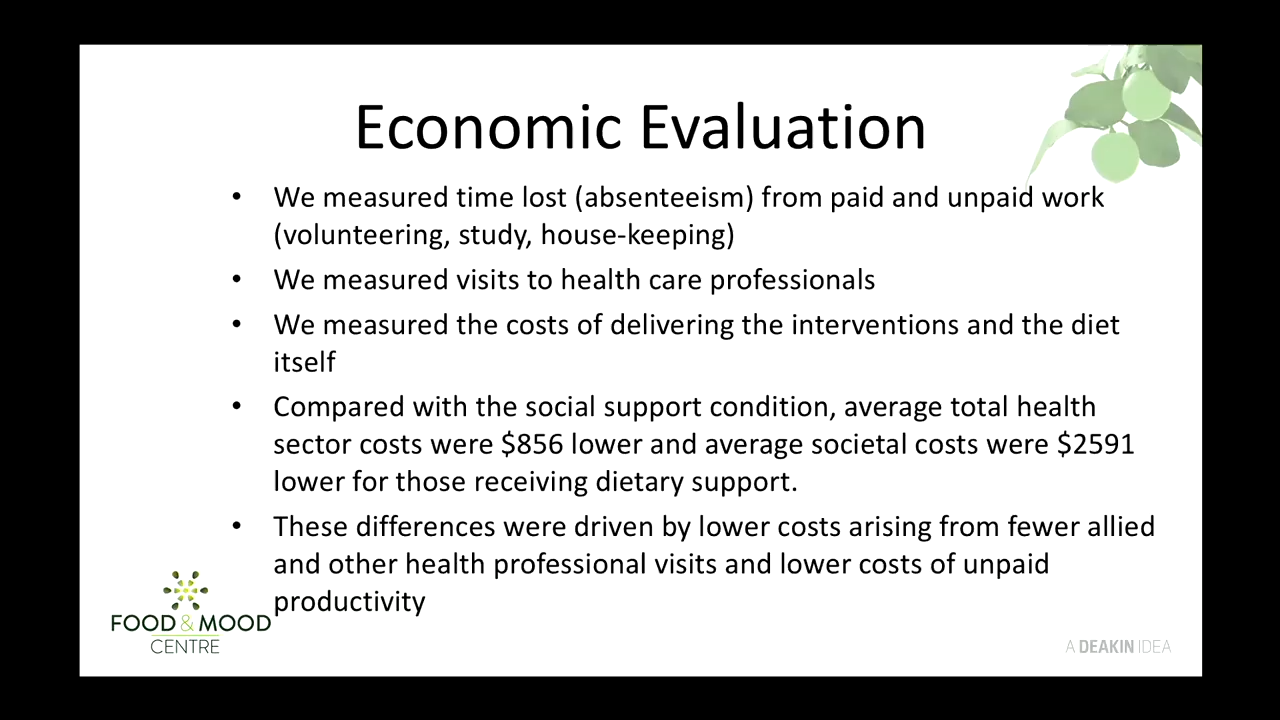 Economic Evaluation
• We measured time lost (absenteeism) from paid and unpaid work
(volunteering, study, house-keeping)
• We measured visits to health care professionals
• We measured the costs of delivering the interventions and the diet
itself
• Compared with the social support condition, average total health
sector costs were $856 lower and average societal costs were $2591
lower for those receiving dietary support.
• These differences were driven by lower costs arising from fewer allied
and other health professional visits and lower costs of unpaid
productivity
FOOD & MOOD
CENTRE
A DEAKIN IDEA